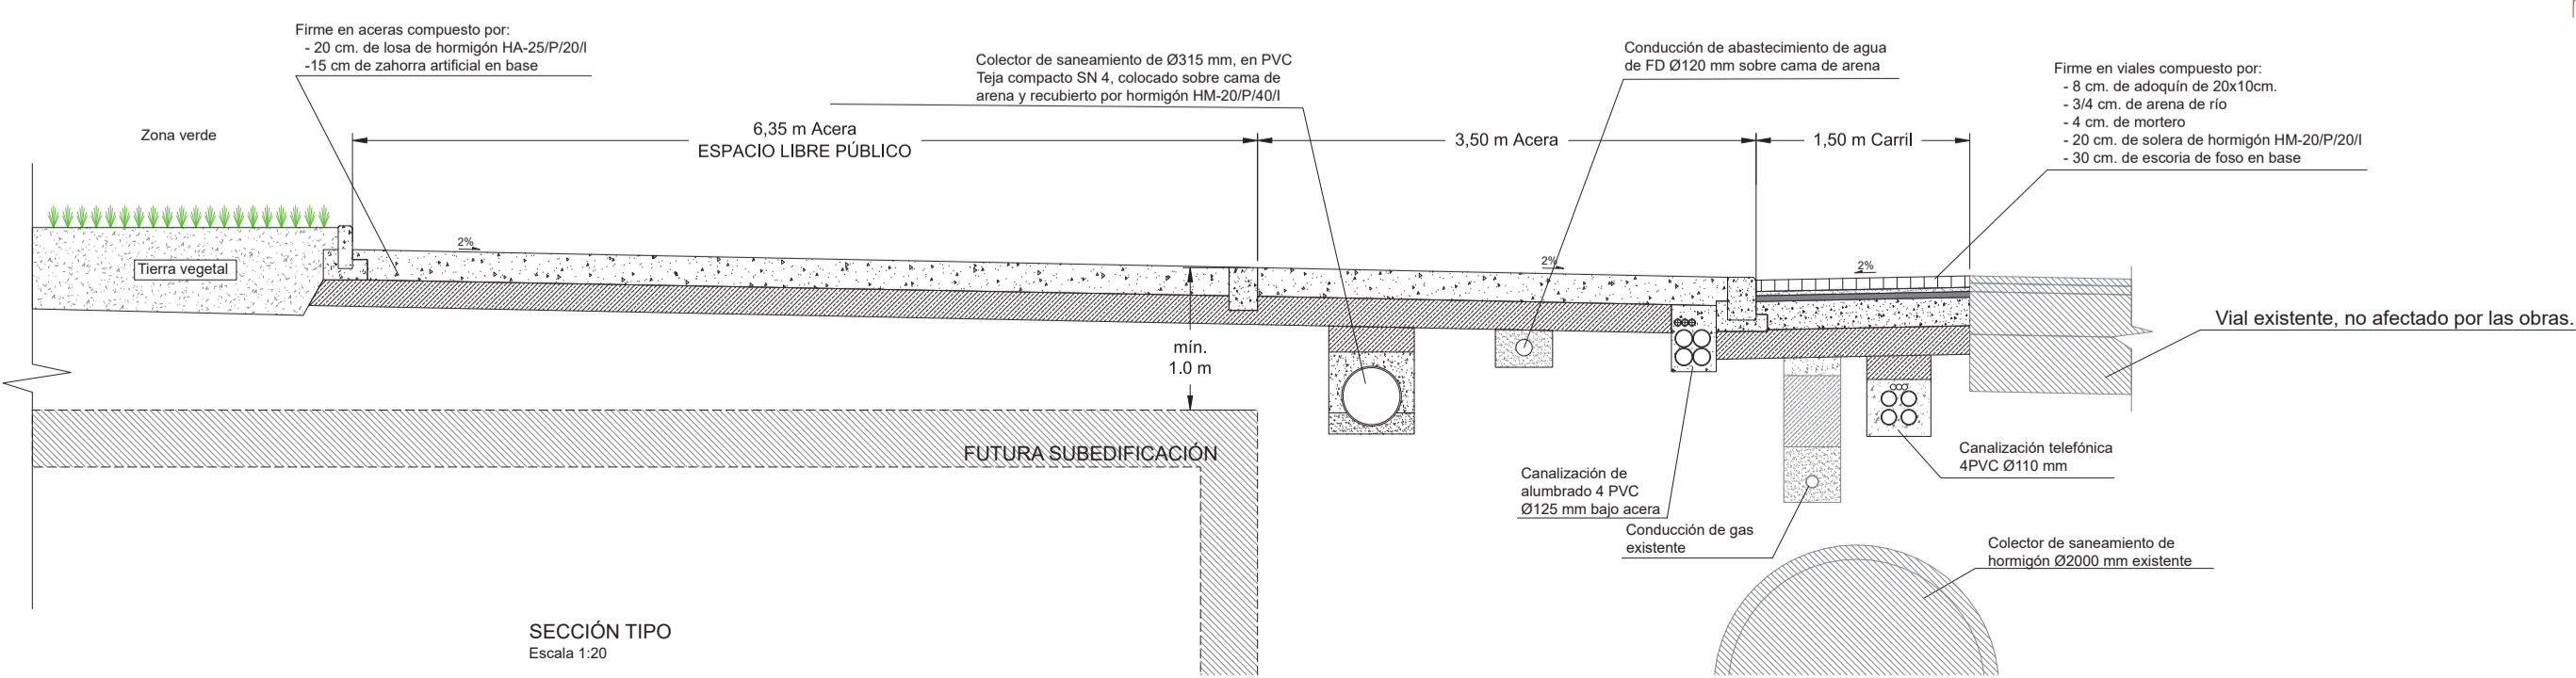 Firme en aceras compuesto por:
- 20 cm. de losa de hormigón HA-25/P/20/I
-15 cm de zahorra artificial en base
Colector de saneamiento de Ø315 mm, en PVC
Teja compacto SN 4, colocado sobre cama de
arena y recubierto por hormigón HM-20/P/40/I
Conducción de abastecimiento de agua
de FD Ø120 mm sobre cama de arena
Firme en viales compuesto por:
- 8 cm. de adoquín de 20x10cm.
- 3/4 cm. de arena de río
- 4 cm. de mortero
- 20 cm. de solera de hormigón HM-20/P/20/I
- 30 cm. de escoria de foso en base
Zona verde
6,35 m Acera
ESPACIO LIBRE PÚBLICO
3,50 m Acera
1,50 m Carril
2%
2%
2%
Tierra vegetal
Vial existente, no afectado por las obras.
mín.
1.0 m
FUTURA SUBEDIFICACIÓN
Canalización de
alumbrado 4 PVC
Ø125 mm bajo acera
Canalización telefónica
4PVC Ø110 mm
Conducción de gas
existente
Colector de saneamiento de
hormigón Ø2000 mm existente
SECCIÓN TIPO
Escala 1:20